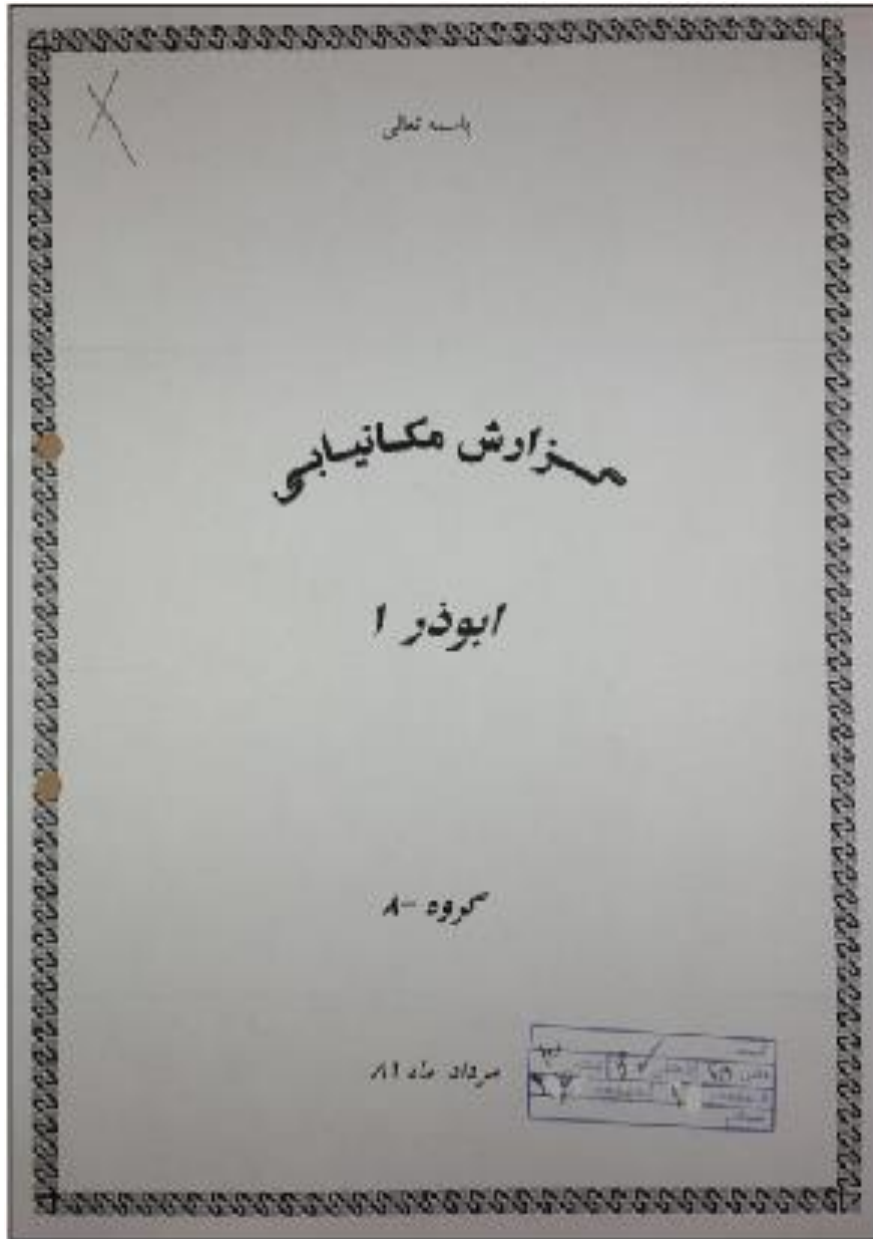 باسمه تعالی
گزارش مکانیابی
ابوذر ۱
گروه -۸
مرداد ماه ۸۱